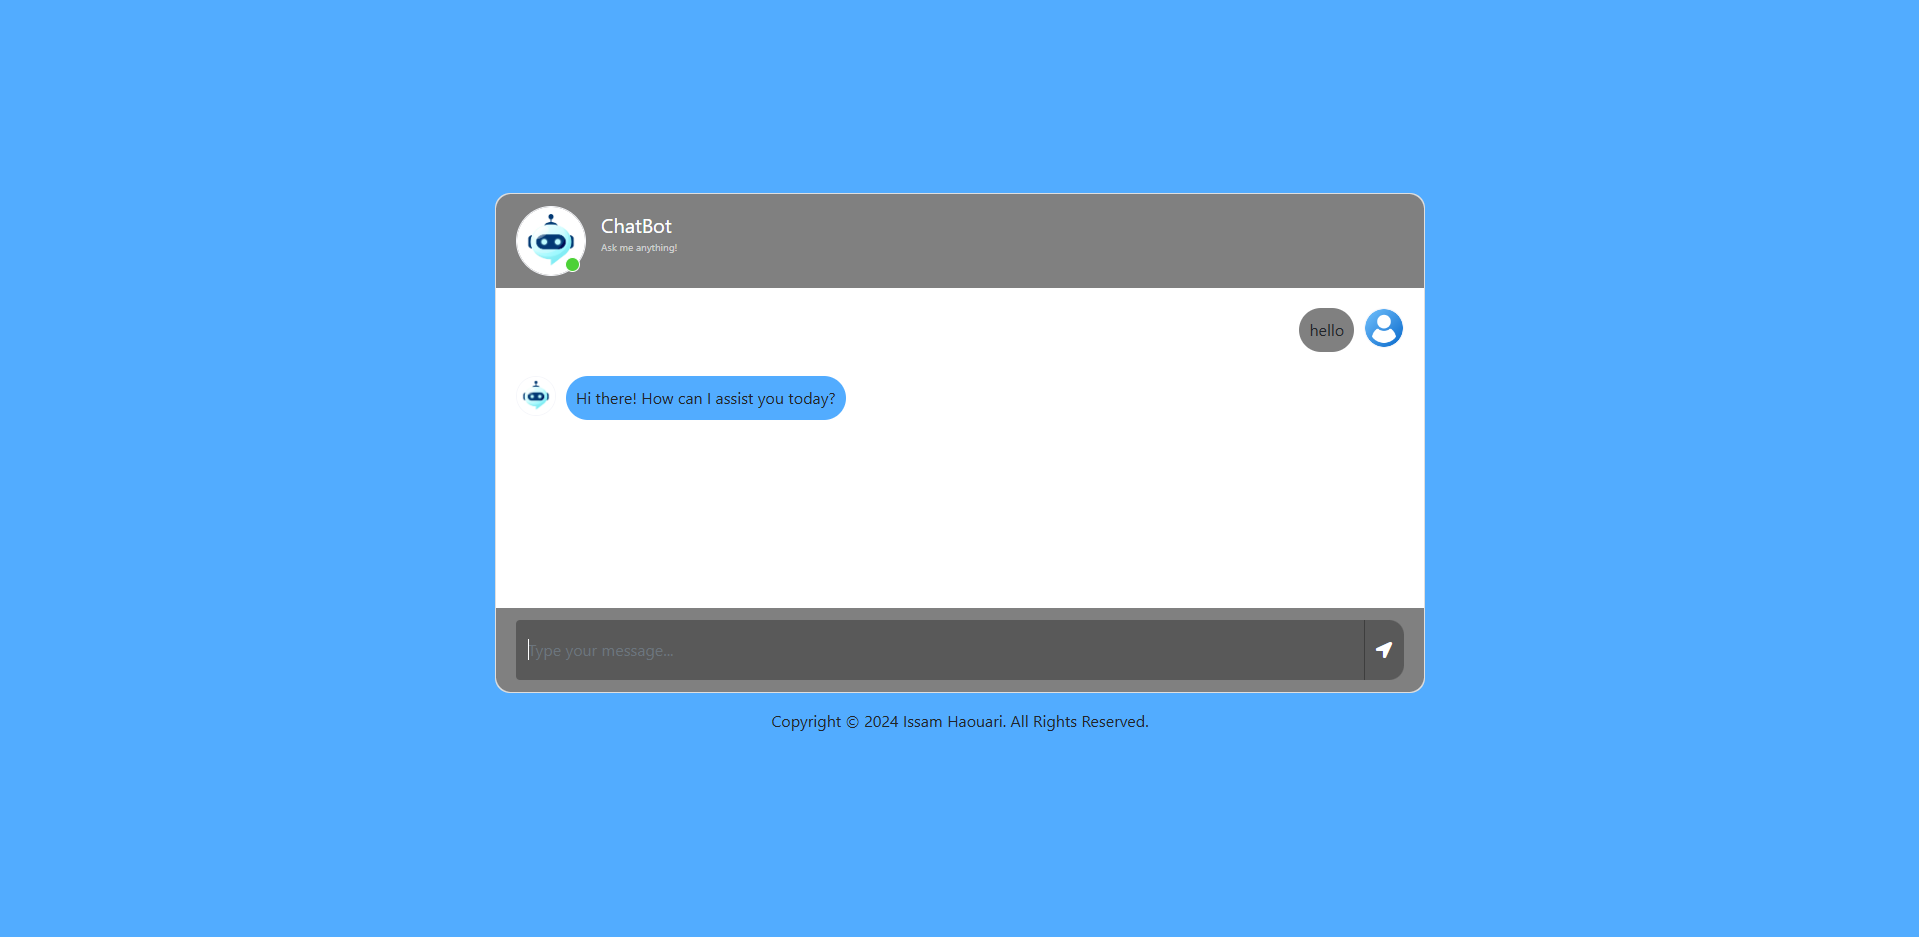 ChatBot
Ask me anything!
hello
Hi there! How can I assist you today?
Type your message...
Copyright © 2024 Issam Haouari. All Rights Reserved.